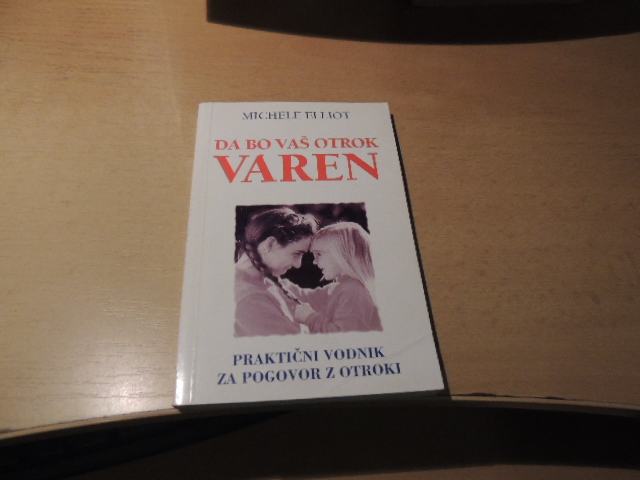 MICHELE ELLIOT
DA BO VAŠ OTROK
VAREN
PRAKTIČNI VODNIK
ZA POGOVOR Z OTROKI